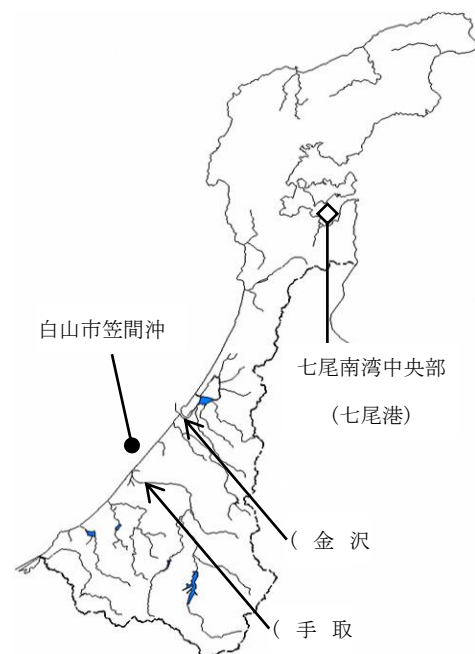 白山市笠間沖
七尾南湾中央部
(七尾港)
( 金 沢
( 手 取